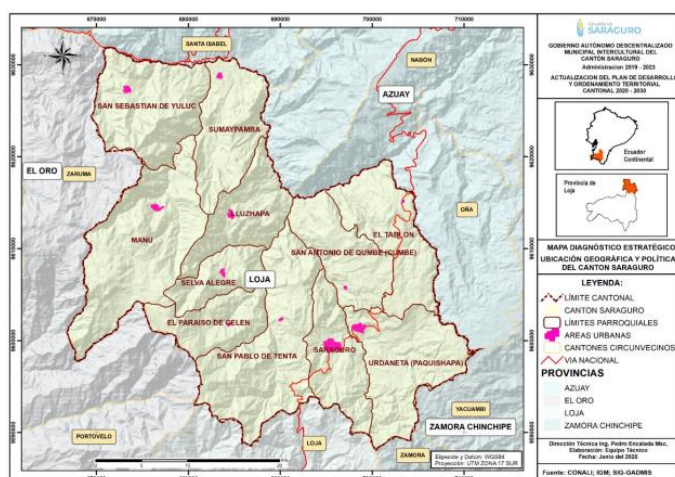 670000 680000 690000 700000 710000
SANTA ISABEL
NABÓN
SAN SEBASTIAN DE YULUC
SUMAYPAMBA
AZUAY
EL ORO
ZARUMA
LLUZHAPA
MANU
OÑA
EL TABLON
SAN ANTONIO DE QUMBE (CUMBE)
SELVA ALEGRE
LOJA
EL PARAISO DE CELEN
SAN PABLO DE TENTA
SARAGURO
URDANETA (PAQUISHAPA)
YACUAMBI
ZAMORA CHINCHIPE
PORTOVELO
LOJA
ZAMORA
Elipsoide y Datum: WGS84
Proyección: UTM ZONA 17 SUR
SARAGURO
GOBIERNO AUTÓNOMO DESCENTRALIZADO
MUNICIPAL INTERCULTURAL DEL
CANTÓN SARAGURO
Administracion 2019 - 2023
ACTUALIZACION DEL PLAN DE DESARROLLO
Y ORDENAMIENTO TERRITORIAL
CANTONAL 2020 - 2030
Ecuador
Continental
Provincia de
Loja
MAPA DIAGNÓSTICO ESTRATÉGICO
UBICACIÓN GEOGRAFICA Y POLÍTICA
DEL CANTON SARAGURO
LEYENDA:
LÍMITE CANTONAL
CANTON SARAGURO
LÍMITES PARROQUIALES
AREAS URBANAS
CANTONES CIRCUNVECINOS
VIA NACIONAL
PROVINCIAS
AZUAY
EL ORO
LOJA
ZAMORA CHINCHIPE
Dirección Técnica Ing. Pedro Encalada Msc.
Elaboración: Equipo Técnico
Fecha: Junio del 2020
Fuente: CONALI; IGM; SIG-GADMIS